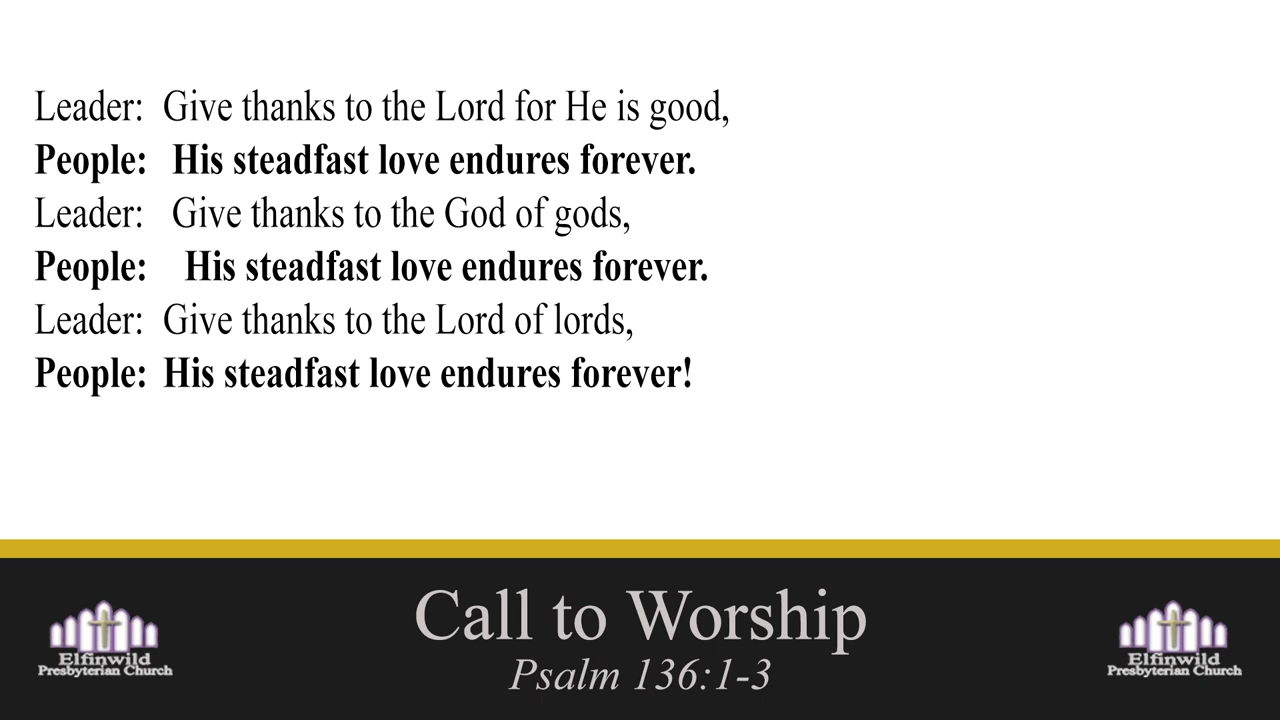 Leader: Give thanks to the Lord for He is good,
People: His steadfast love endures forever.
Leader: Give thanks to the God of gods,
People: His steadfast love endures forever.
Leader: Give thanks to the Lord of lords,
People: His steadfast love endures forever!
Call to Worship
Psalm 136:1-3
Elfinwild
Presbyterian Church
Elfinwild
Presbyterian Church